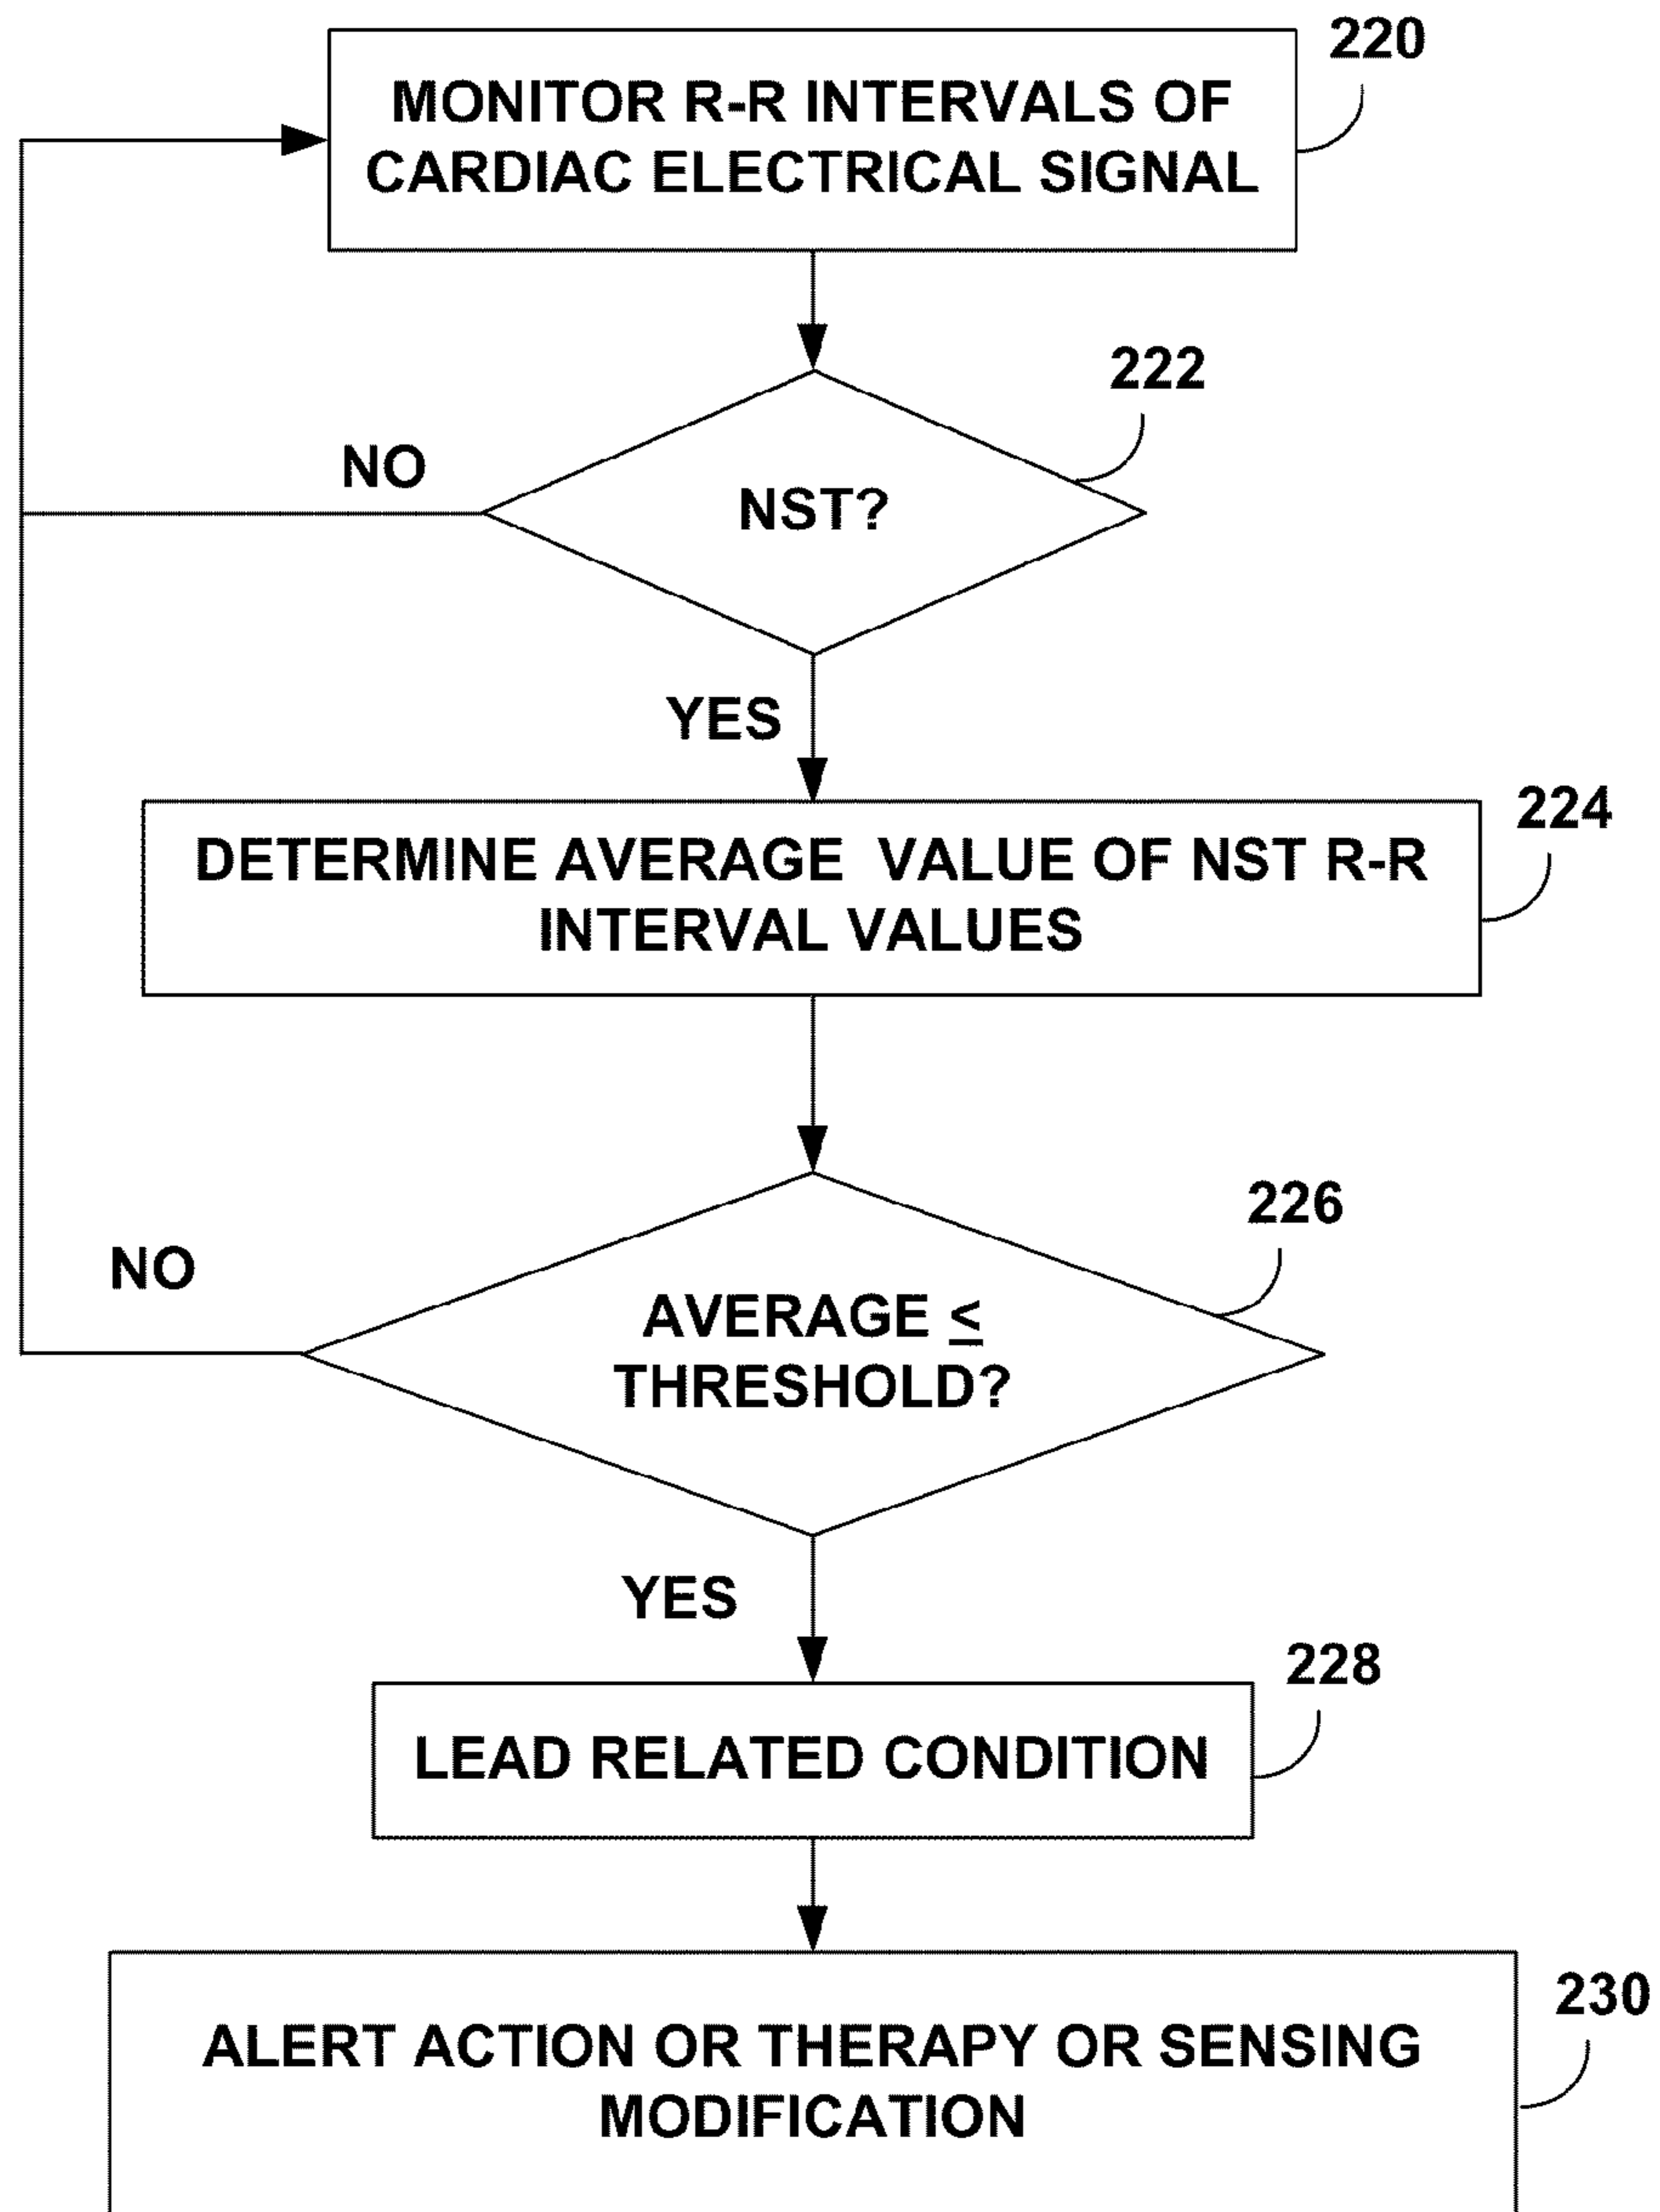 220
MONITOR R-R INTERVALS OF
CARDIAC ELECTRICAL SIGNAL
222
NO
NST?
YES
224
DETERMINE AVERAGE VALUE OF NST R-R
INTERVAL VALUES
226
NO
AVERAGE ≤
THRESHOLD?
YES
228
LEAD RELATED CONDITION
230
ALERT ACTION OR THERAPY OR SENSING
MODIFICATION